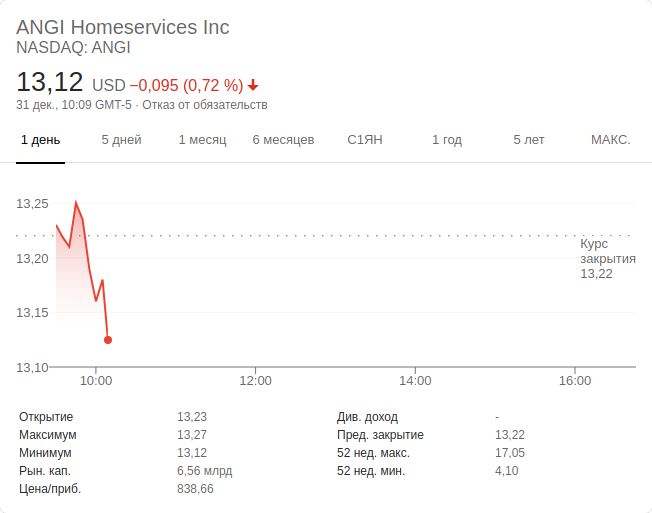 ANGI Homeservices Inc
NASDAQ: ANGI
13,12 USD −0,095 (0,72 %)
31 дек., 10:09 GMT-5 · Отказ от обязательств
1 день 5 дней 1 месяц 6 месяцев С1ЯН 1 год 5 лет МАКС.
13,25
Курс
закрытия
13,22
13,20
13,15
13,10
10:00 12:00 14:00 16:00
Открытие 13,23 Див. доход -
Максимум 13,27 Пред. закрытие 13,22
Минимум 13,12 52 нед. макс. 17,05
Рын. кап. 6,56 млрд 52 нед. мин. 4,10
Цена/приб. 838,66